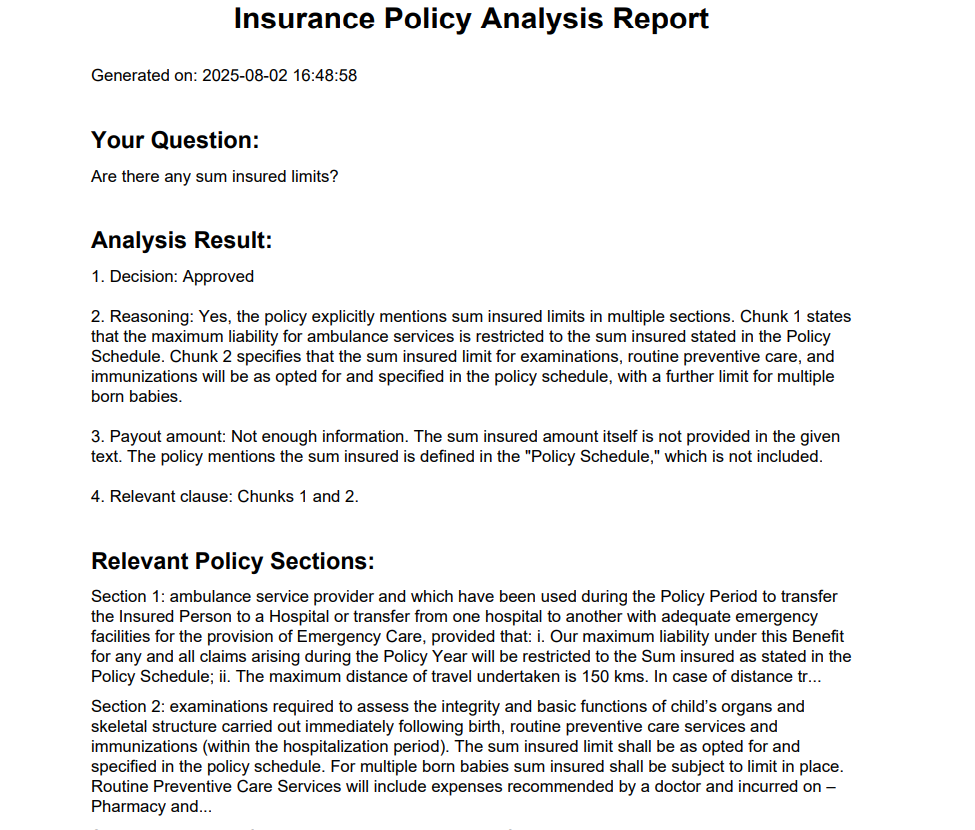 Insurance Policy Analysis Report
Generated on: 2025-08-02 16:48:58
Your Question:
Are there any sum insured limits?
Analysis Result:
1. Decision: Approved
2. Reasoning: Yes, the policy explicitly mentions sum insured limits in multiple sections. Chunk 1 states
that the maximum liability for ambulance services is restricted to the sum insured stated in the Policy
Schedule. Chunk 2 specifies that the sum insured limit for examinations, routine preventive care, and
immunizations will be as opted for and specified in the policy schedule, with a further limit for multiple
born babies.
3. Payout amount: Not enough information. The sum insured amount itself is not provided in the given
text. The policy mentions the sum insured is defined in the "Policy Schedule," which is not included.
4. Relevant clause: Chunks 1 and 2.
Relevant Policy Sections:
Section 1: ambulance service provider and which have been used during the Policy Period to transfer
the Insured Person to a Hospital or transfer from one hospital to another with adequate emergency
facilities for the provision of Emergency Care, provided that: i. Our maximum liability under this Benefit
for any and all claims arising during the Policy Year will be restricted to the Sum insured as stated in the
Policy Schedule; ii. The maximum distance of travel undertaken is 150 kms. In case of distance tr...
Section 2: examinations required to assess the integrity and basic functions of child’s organs and
skeletal structure carried out immediately following birth, routine preventive care services and
immunizations (within the hospitalization period). The sum insured limit shall be as opted for and
specified in the policy schedule. For multiple born babies sum insured shall be subject to limit in place.
Routine Preventive Care Services will include expenses recommended by a doctor and incurred on –
Pharmacy and...